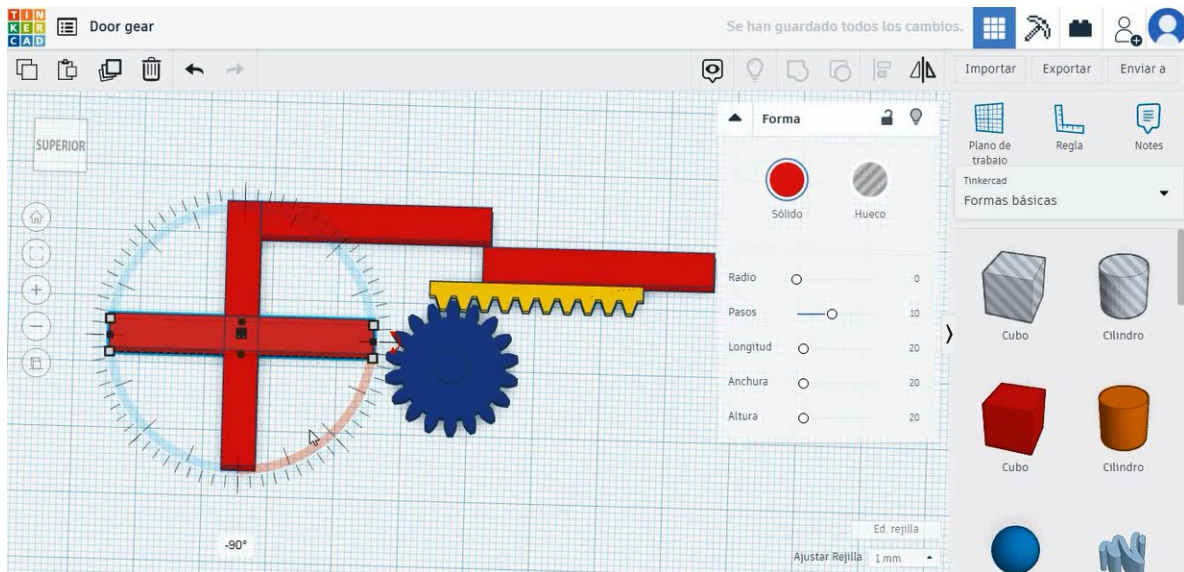 TIN
KER
CAD
Door gear
Se han guardado todos los cambios.
Importar
Exportar
Enviar a
SUPERIOR
Forma
Sólido
Hueco
Radio
0
Pasos
10
Longitud
20
Anchura
20
Altura
20
-90°
Ed. rejilla
Ajustar Rejilla
1 mm
Plano de
trabajo
Regla
Notes
Tinkercad
Formas básicas
Cubo
Cilindro
Cubo
Cilindro